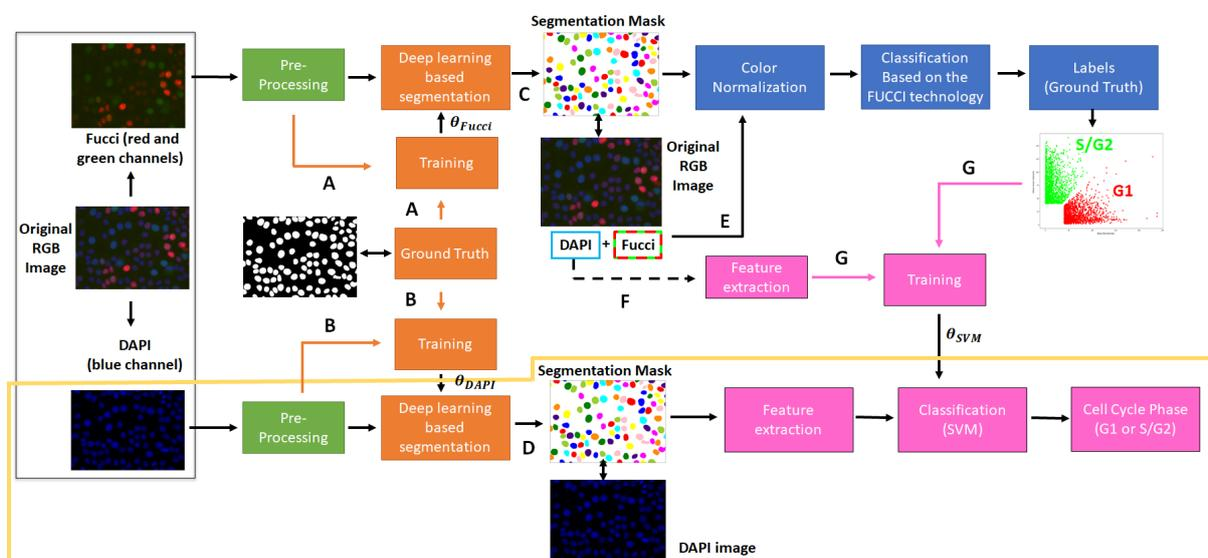 Segmentation Mask
Pre-
Processing
Deep learning
based
segmentation
C
Color
Normalization
Classification
Based on the
FUCCI technology
Labels
(Ground Truth)
Fucci (red and
green channels)
θFucci
Training
A
A
Original
RGB
Image
S/G2
G1
G
Original
RGB
Image
Ground Truth
DAPI + Fucci
E
F
Feature
extraction
G
Training
B
B
Training
DAPI
(blue channel)
θSVM
θDAPI
Segmentation Mask
Pre-
Processing
Deep learning
based
segmentation
D
Feature
extraction
Classification
(SVM)
Cell Cycle Phase
(G1 or S/G2)
DAPI image